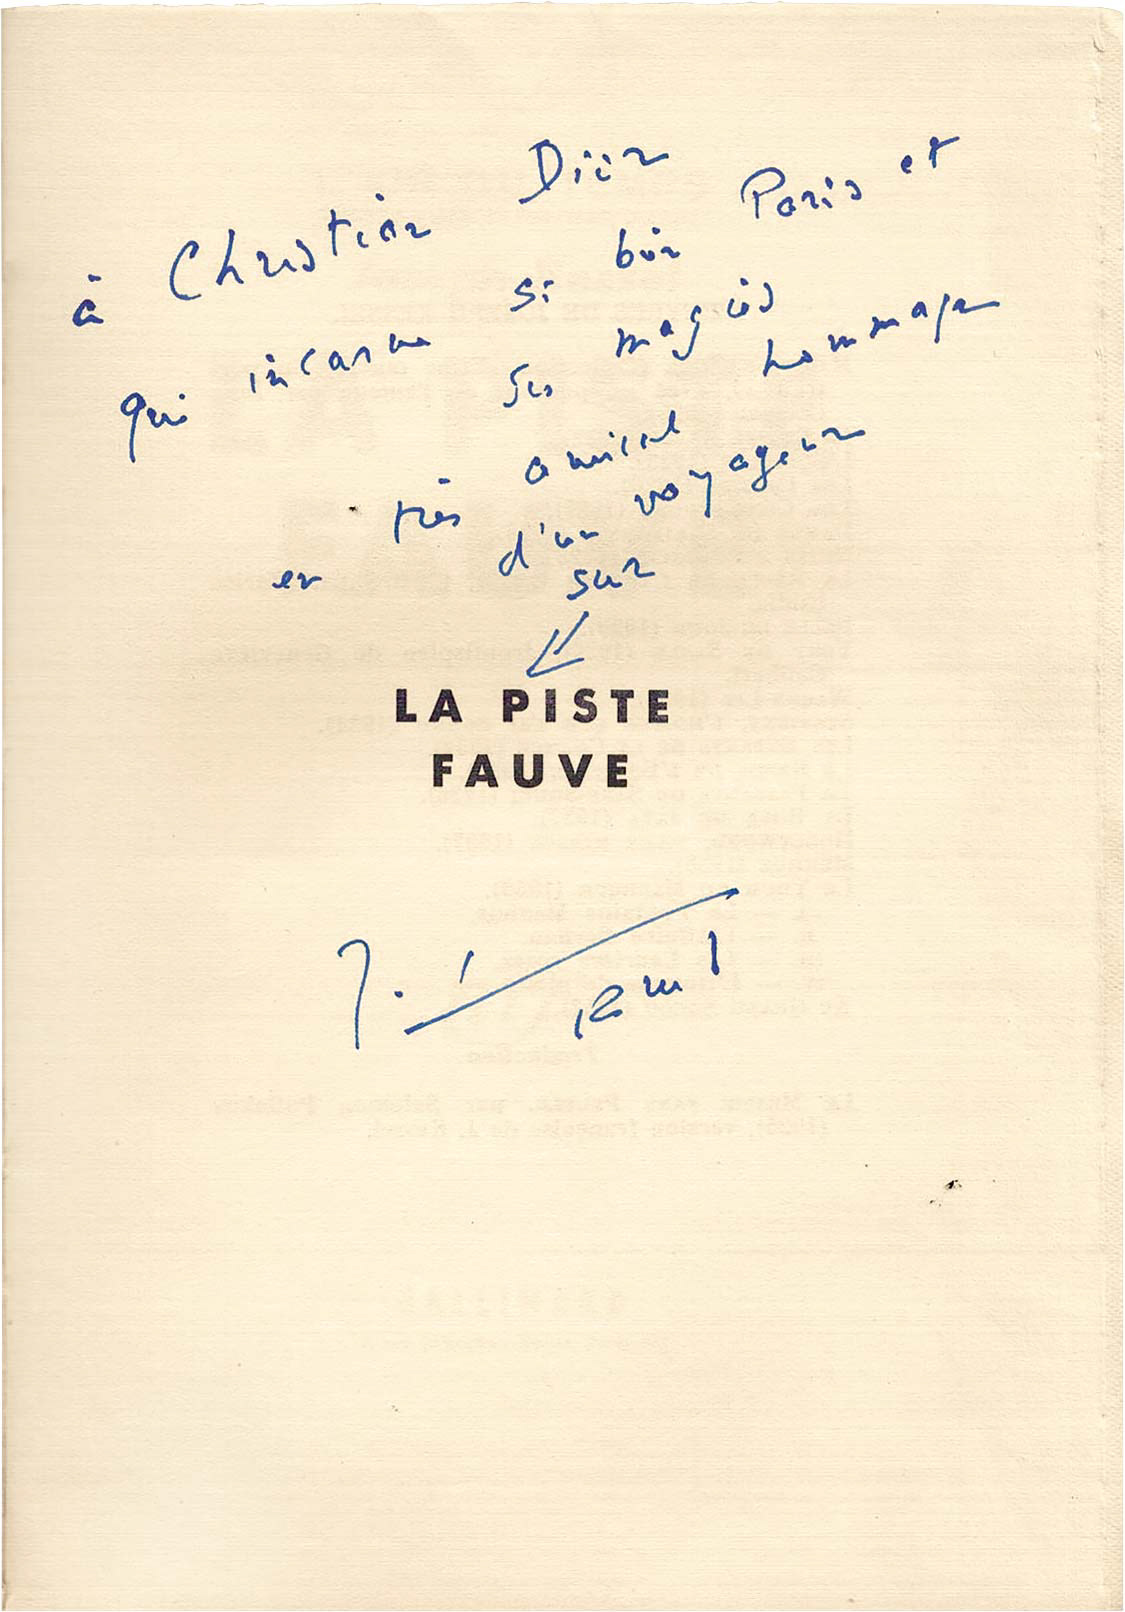 à Christian Dior
qui incarne si bien Paris et
ses magies
en très amical hommage
d'un voyageur
sur
LA PISTE
FAUVE
J. Kessel